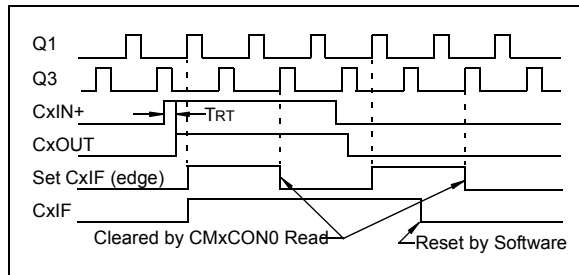 Q1
Q3
CxIN+
TRT
CxOUT
Set CxIF (edge)
CxIF
Cleared by CMxCON0 Read
Reset by Software